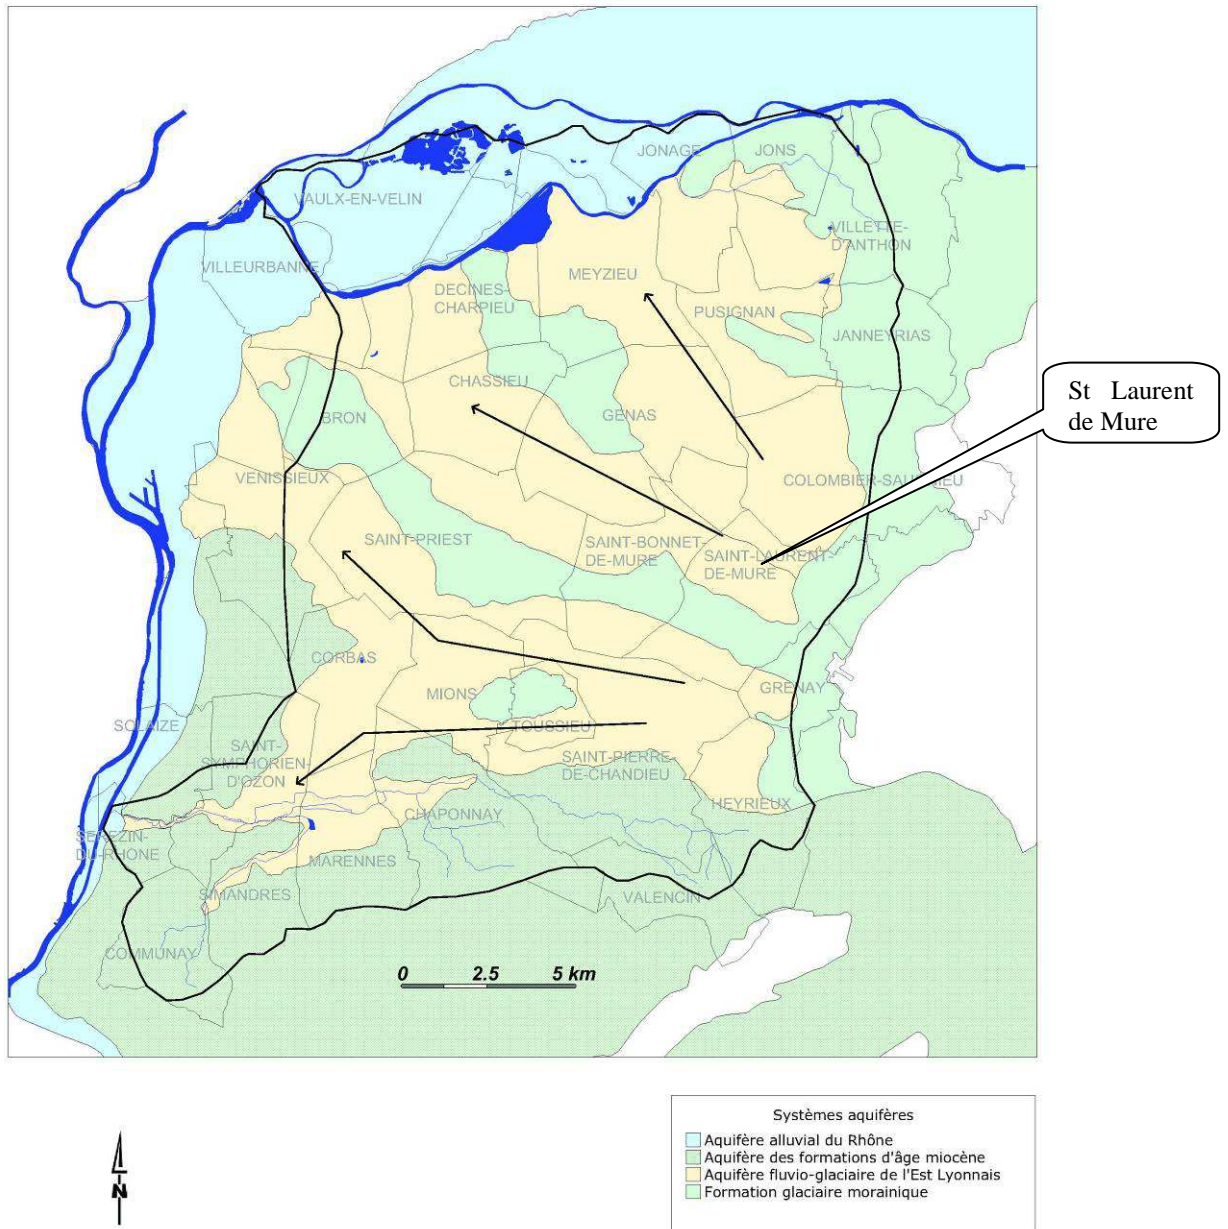 JONAGE
JONS
VAULX-EN-VELIN
VILLETTE-
D'ANTHON
VILLEURBANNE
MEYZIEU
DECINES-
CHARPIEU
PUSIGNAN
JANNEYRIAS
St Laurent
de Mure
CHASSIEU
GENAS
BRON
VENISSIEUX
COLOMBIER-SAUGNIEU
SAINT-PRIEST
SAINT-BONNET-
DE-MURE
SAINT-LAURENT-
DE-MURE
CORBAS
MIONS
GRENAY
SOLAIZE
TOUSSIEU
SAINT-
SYMPHORIEN-
D'OZON
SAINT-PIERRE-
DE-CHANDIEU
HEYRIEUX
CHAPONNAY
SEREZIN-
DU-RHONE
MARENNES
SIMANDRES
VALENCIN
COMMUNAY
0 2.5 5 km
N
Systèmes aquifères
Aquifère alluvial du Rhône
Aquifère des formations d'âge miocène
Aquifère fluvio-glaciaire de l'Est Lyonnais
Formation glaciaire morainique